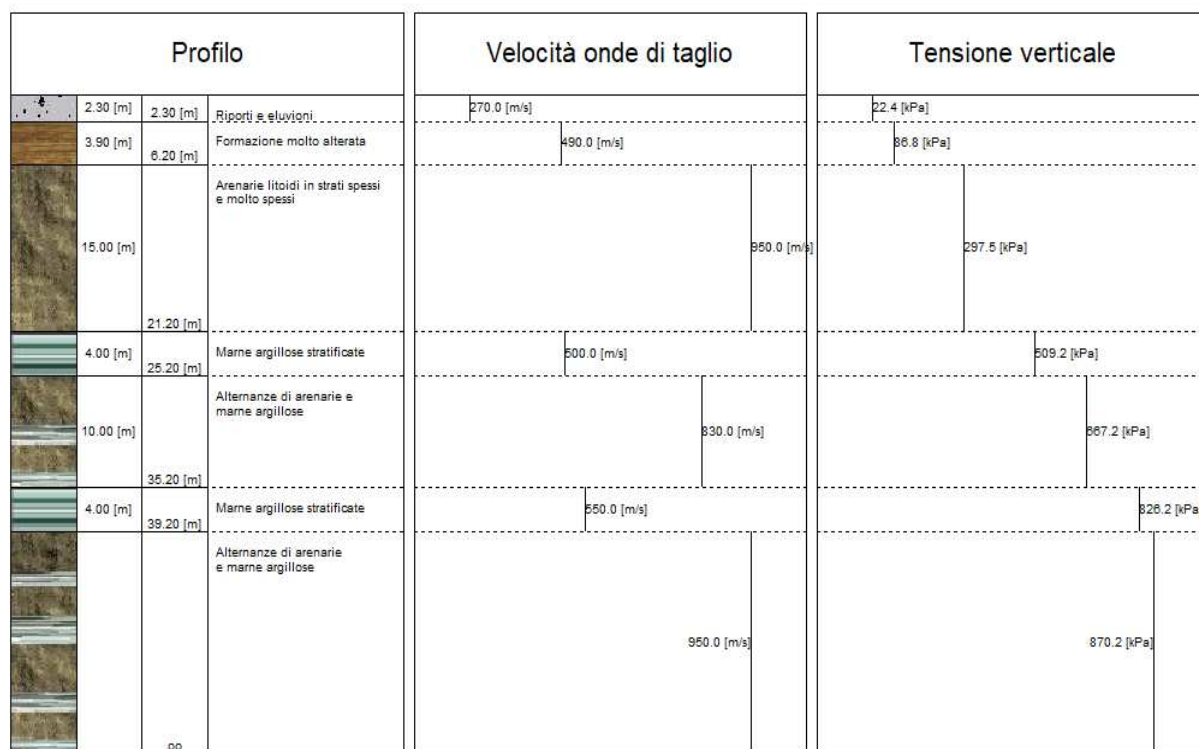 Profilo
Velocità onde di taglio
Tensione verticale
2.30 [m]
2.30 [m]
Riporti e eluvioni
270.0 [m/s]
22.4 [kPa]
3.90 [m]
6.20 [m]
Formazione molto alterata
490.0 [m/s]
86.8 [kPa]
Arenarie litoidi in strati spessi
e molto spessi
15.00 [m]
21.20 [m]
950.0 [m/s]
297.5 [kPa]
4.00 [m]
25.20 [m]
Marne argillose stratificate
500.0 [m/s]
509.2 [kPa]
Alternanze di arenarie e
marne argillose
10.00 [m]
35.20 [m]
830.0 [m/s]
667.2 [kPa]
4.00 [m]
39.20 [m]
Marne argillose stratificate
550.0 [m/s]
826.2 [kPa]
Alternanze di arenarie
e marne argillose
950.0 [m/s]
870.2 [kPa]